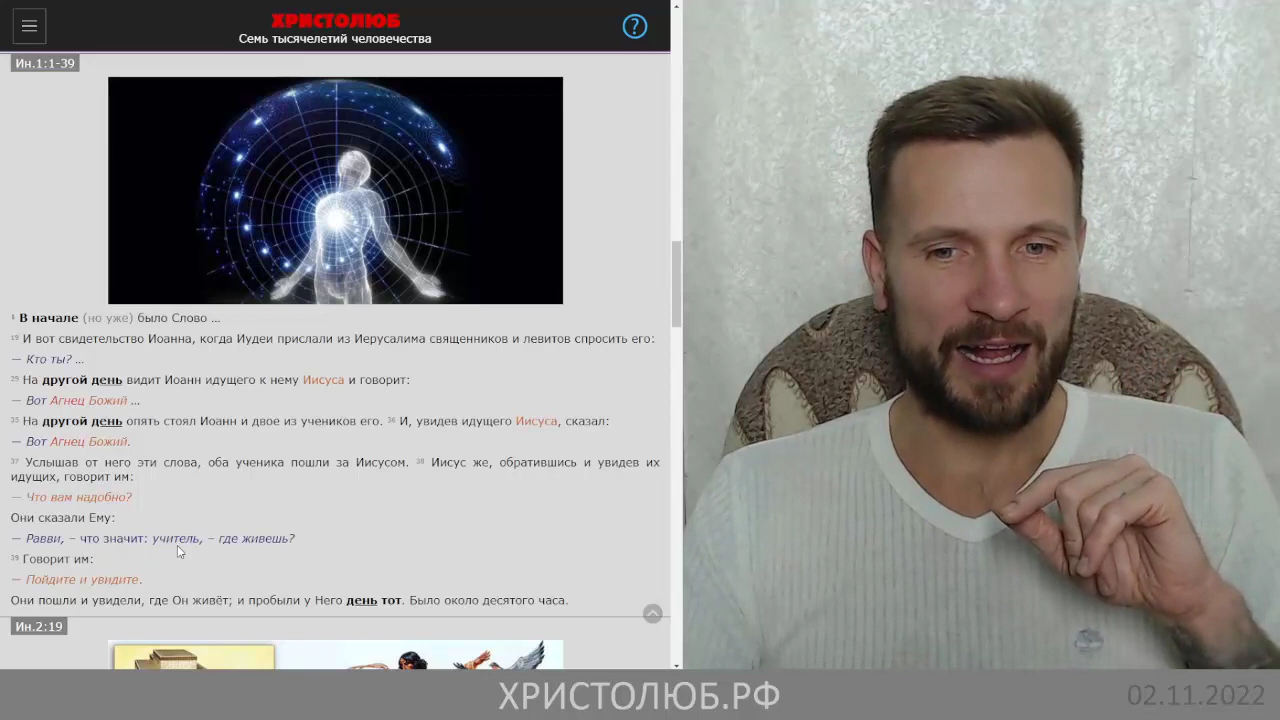 ХРИСТОЛЮБ
Семь тысячелетий человечества
?
Ин.1:1-39
1 В начале (но уже) было Слово ...
19 И вот свидетельство Иоанна, когда Иудеи прислали из Иерусалима священников и левитов спросить его:
— Кто ты? ...
29 На другой день видит Иоанн идущего к нему Иисуса и говорит:
— Вот Агнец Божий ...
35 На другой день опять стоял Иоанн и двое из учеников его. 36 И, увидев идущего Иисуса, сказал:
— Вот Агнец Божий.
37 Услышав от него эти слова, оба ученика пошли за Иисусом. 38 Иисус же, обратившись и увидев их
идущих, говорит им:
— Что вам надобно?
Они сказали Ему:
— Равви, – что значит: учитель, – где живешь?
39 Говорит им:
— Пойдите и увидите.
Они пошли и увидели, где Он живёт; и пробыли у Него день тот. Было около десятого часа.
Ин.2:19
ХРИСТОЛЮБ.РФ
02.11.2022